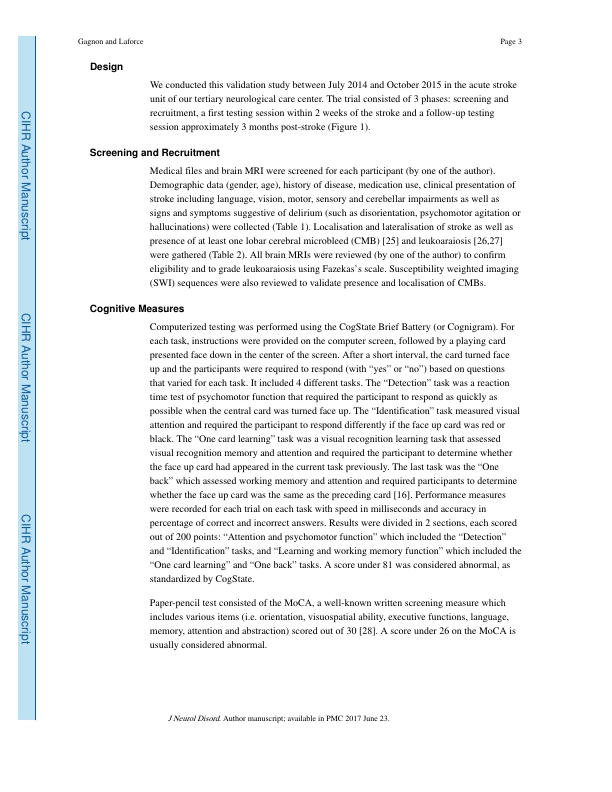 Gagnon and Laforce
Page 3
Design
We conducted this validation study between July 2014 and October 2015 in the acute stroke
unit of our tertiary neurological care center. The trial consisted of 3 phases: screening and
recruitment, a first testing session within 2 weeks of the stroke and a follow-up testing
session approximately 3 months post-stroke (Figure 1).
Screening and Recruitment
Medical files and brain MRI were screened for each participant (by one of the author).
Demographic data (gender, age), history of disease, medication use, clinical presentation of
stroke including language, vision, motor, sensory and cerebellar impairments as well as
signs and symptoms suggestive of delirium (such as disorientation, psychomotor agitation or
hallucinations) were collected (Table 1). Localisation and lateralisation of stroke as well as
presence of at least one lobar cerebral microbleed (CMB) [25] and leukoaraiosis [26,27]
were gathered (Table 2). All brain MRIs were reviewed (by one of the author) to confirm
eligibility and to grade leukoaraiosis using Fazekas's scale. Susceptibility weighted imaging
(SWI) sequences were also reviewed to validate presence and localisation of CMBs.
Cognitive Measures
Computerized testing was performed using the CogState Brief Battery (or Cognigram). For
each task, instructions were provided on the computer screen, followed by a playing card
presented face down in the center of the screen. After a short interval, the card turned face
up and the participants were required to respond (with “yes” or “no”) based on questions
that varied for each task. It included 4 different tasks. The “Detection” task was a reaction
time test of psychomotor function that required the participant to respond as quickly as
possible when the central card was turned face up. The “Identification” task measured visual
attention and required the participant to respond differently if the face up card was red or
black. The “One card learning” task was a visual recognition learning task that assessed
visual recognition memory and attention and required the participant to determine whether
the face up card had appeared in the current task previously. The last task was the “One
back” which assessed working memory and attention and required participants to determine
whether the face up card was the same as the preceding card [16]. Performance measures
were recorded for each trial on each task with speed in milliseconds and accuracy in
percentage of correct and incorrect answers. Results were divided in 2 sections, each scored
out of 200 points: “Attention and psychomotor function” which included the “Detection”
and “Identification” tasks, and “Learning and working memory function” which included the
“One card learning” and “One back” tasks. A score under 81 was considered abnormal, as
standardized by CogState.
Paper-pencil test consisted of the MoCA, a well-known written screening measure which
includes various items (i.e. orientation, visuospatial ability, executive functions, language,
memory, attention and abstraction) scored out of 30 [28]. A score under 26 on the MoCA is
usually considered abnormal.
J Neurol Disord. Author manuscript; available in PMC 2017 June 23.
CIHR Author Manuscript
CIHR Author Manuscript
CIHR Author Manuscript